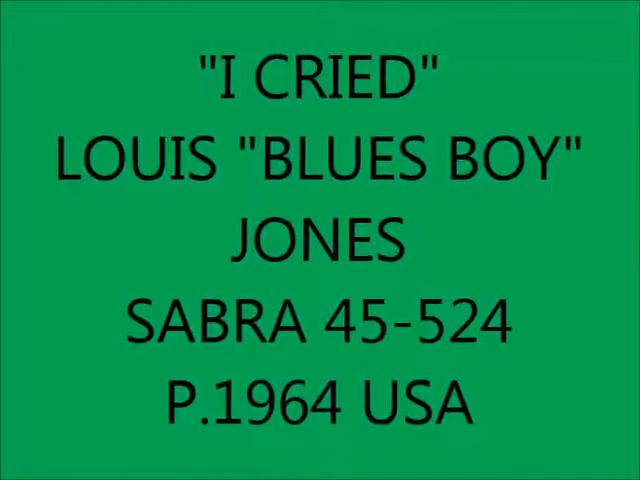 "I CRIED"
LOUIS "BLUES BOY"
JONES
SABRA 45-524
P.1964 USA